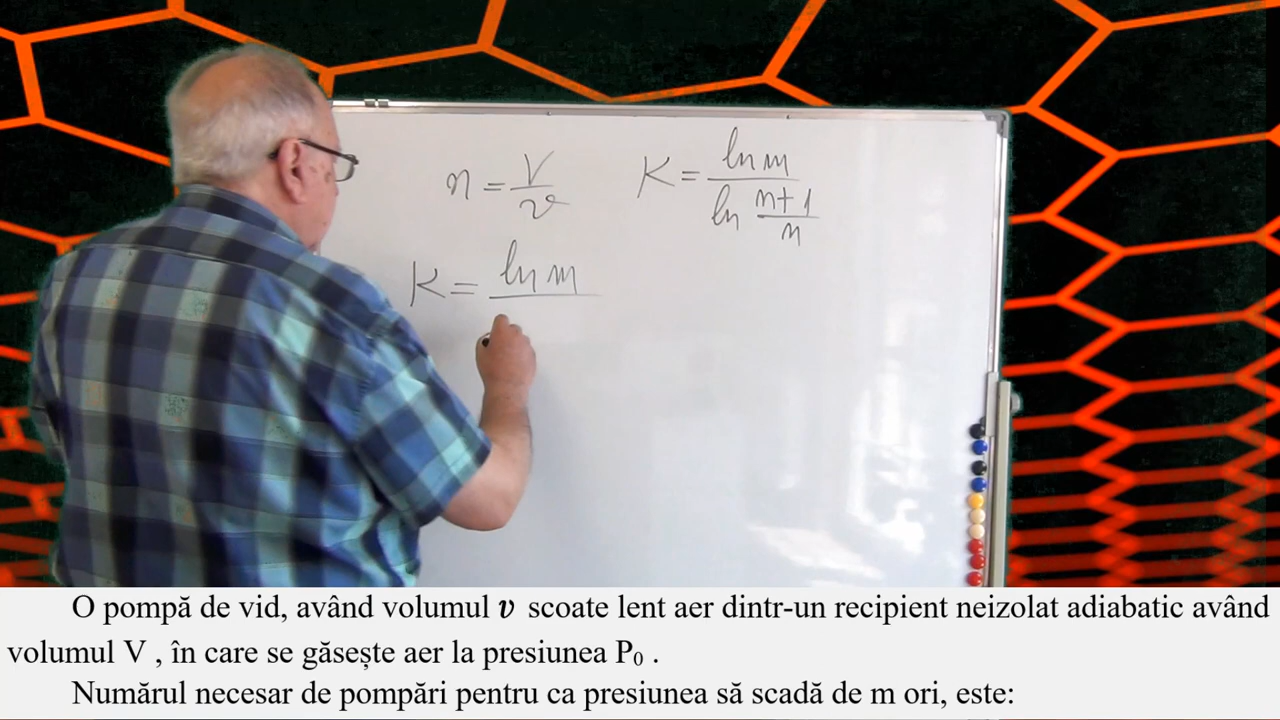 n = V/v
K = ln m / ln (n+1)/n
K = ln m
O pompă de vid, având volumul v scoate lent aer dintr-un recipient neizolat adiabatic având
volumul V , în care se găsește aer la presiunea P₀ .
Numărul necesar de pompări pentru ca presiunea să scadă de m ori, este: